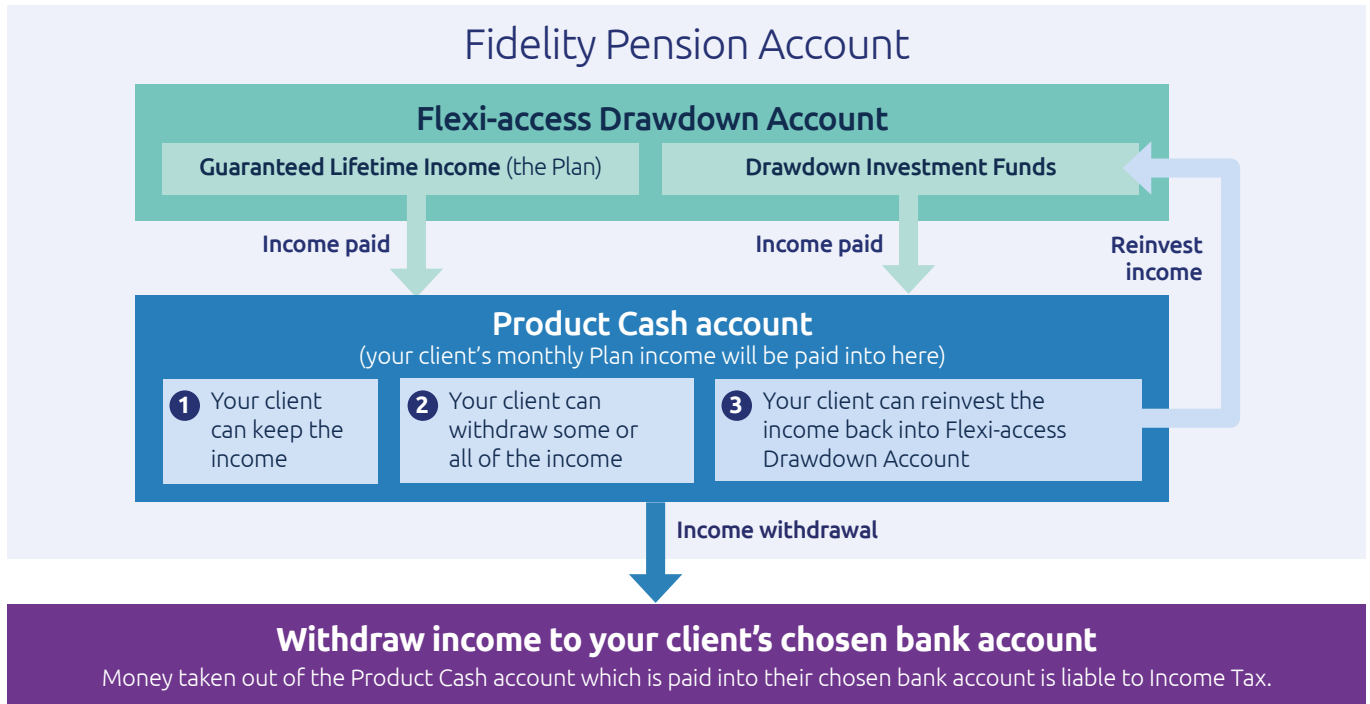 Fidelity Pension Account
Flexi-access Drawdown Account
Guaranteed Lifetime Income (the Plan)
Drawdown Investment Funds
Income paid
Income paid
Reinvest
income
Product Cash account
(your client's monthly Plan income will be paid into here)
1 Your client
can keep the
income
2 Your client can
withdraw some or
all of the income
3 Your client can reinvest the
income back into Flexi-access
Drawdown Account
Income withdrawal
Withdraw income to your client's chosen bank account
Money taken out of the Product Cash account which is paid into their chosen bank account is liable to Income Tax.